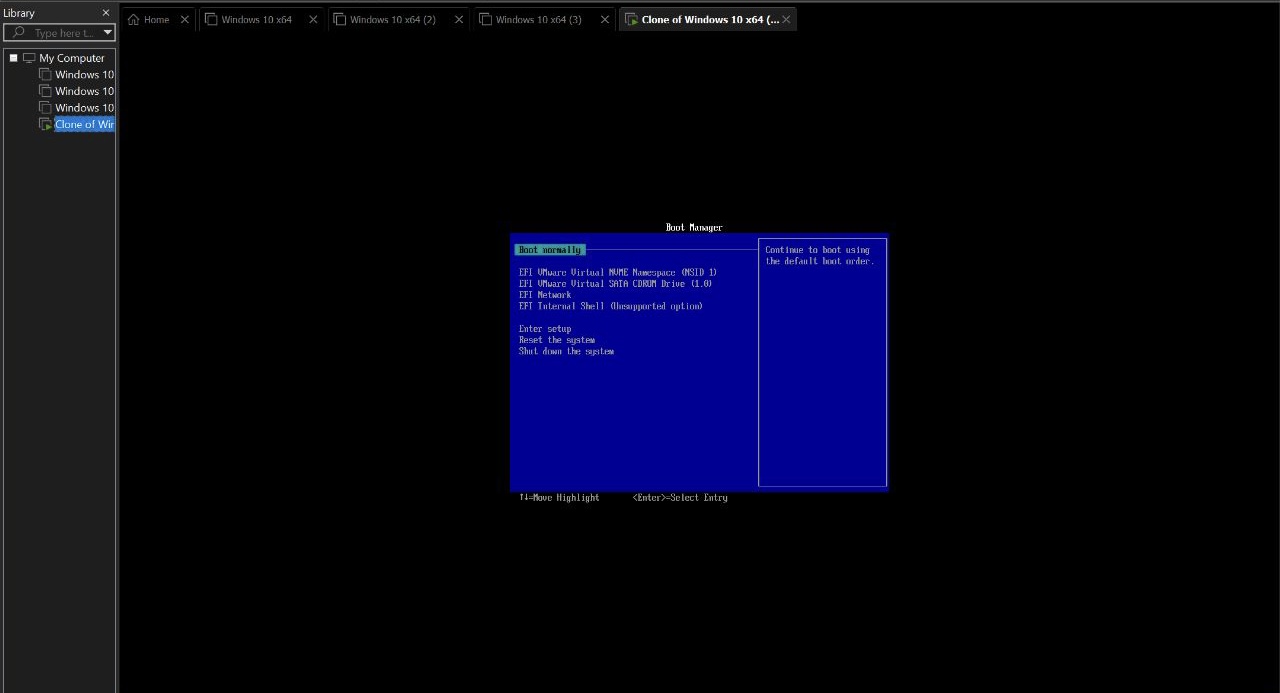 Library
Home
Windows 10 x64
Windows 10 x64 (2)
Windows 10 x64 (3)
Clone of Windows 10 x64 (...
Type here t...
My Computer
Windows 10
Windows 10
Windows 10
Clone of Wir
Boot Manager
Boot normally
EFI VMware Virtual NVME Namespace (NSID 1)
EFI VMware Virtual SATA CDROM Drive (1.0)
EFI Network
EFI Internal Shell (Unsupported option)
Enter setup
Reset the system
Shut down the system
Continue to boot using
the default boot order.
↑↓=Move Highlight
<Enter>=Select Entry